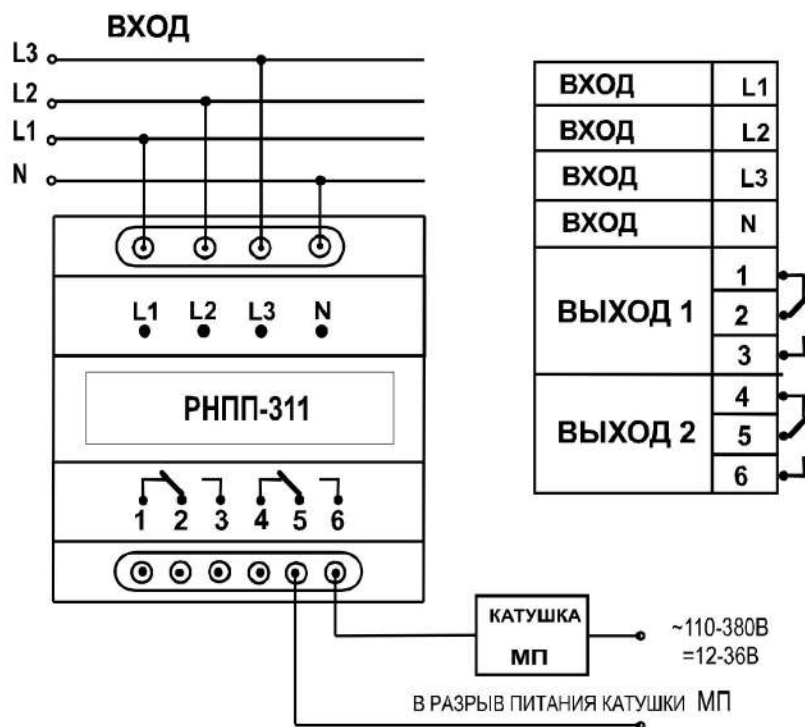 ВХОД
L3
L2
L1
N
L1 L2 L3 N
РНПП-311
1 2 3 4 5 6
КАТУШКА
МП
~110-380В
=12-36В
В РАЗРЫВ ПИТАНИЯ КАТУШКИ МП
ВХОД L1
ВХОД L2
ВХОД L3
ВХОД N
ВЫХОД 1
1
2
3
ВЫХОД 2
4
5
6